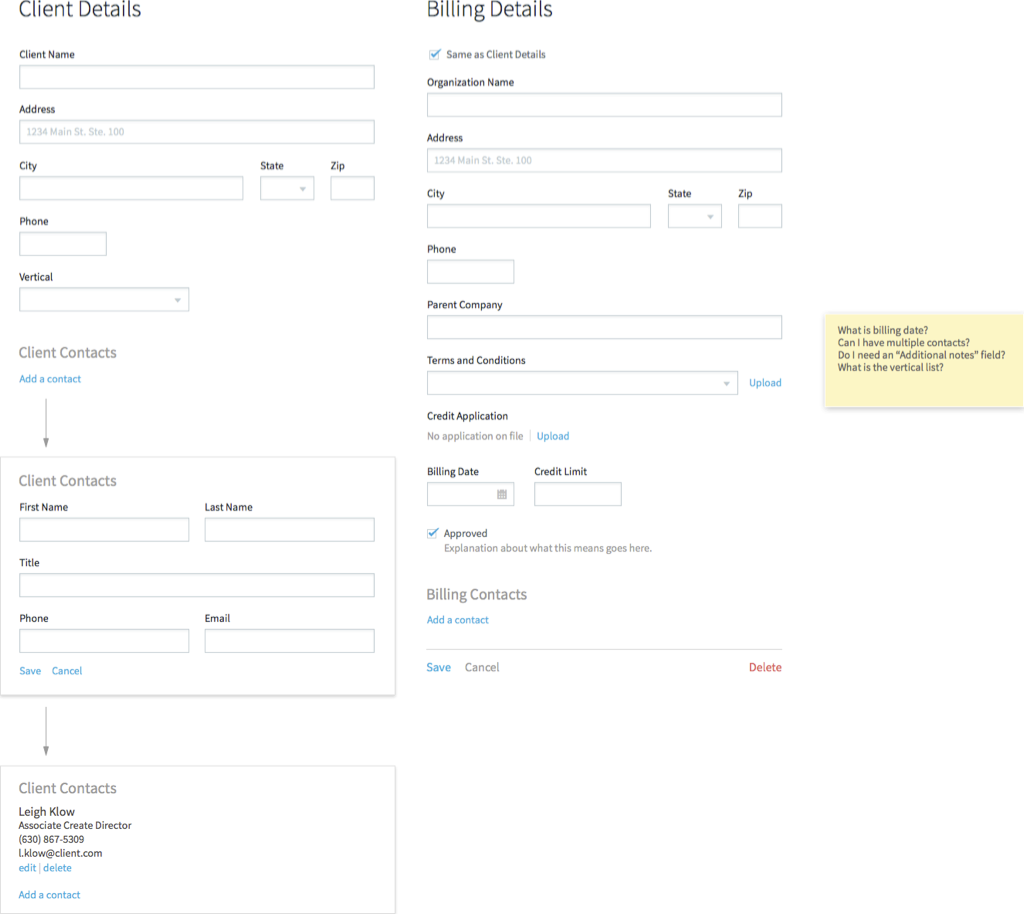 Client Details
Client Name
Address
1234 Main St. Ste. 100
City State Zip
Phone
Vertical
Client Contacts
Add a contact
Client Contacts
First Name Last Name
Title
Phone Email
Save Cancel
Client Contacts
Leigh Klow
Associate Create Director
(630) 867-5309
l.klow@client.com
edit | delete
Add a contact
Billing Details
Same as Client Details
Organization Name
Address
1234 Main St. Ste. 100
City State Zip
Phone
Parent Company
Terms and Conditions
Upload
Credit Application
No application on file | Upload
Billing Date Credit Limit
Approved
Explanation about what this means goes here.
Billing Contacts
Add a contact
Save Cancel Delete
What is billing date?
Can I have multiple contacts?
Do I need an “Additional notes” field?
What is the vertical list?